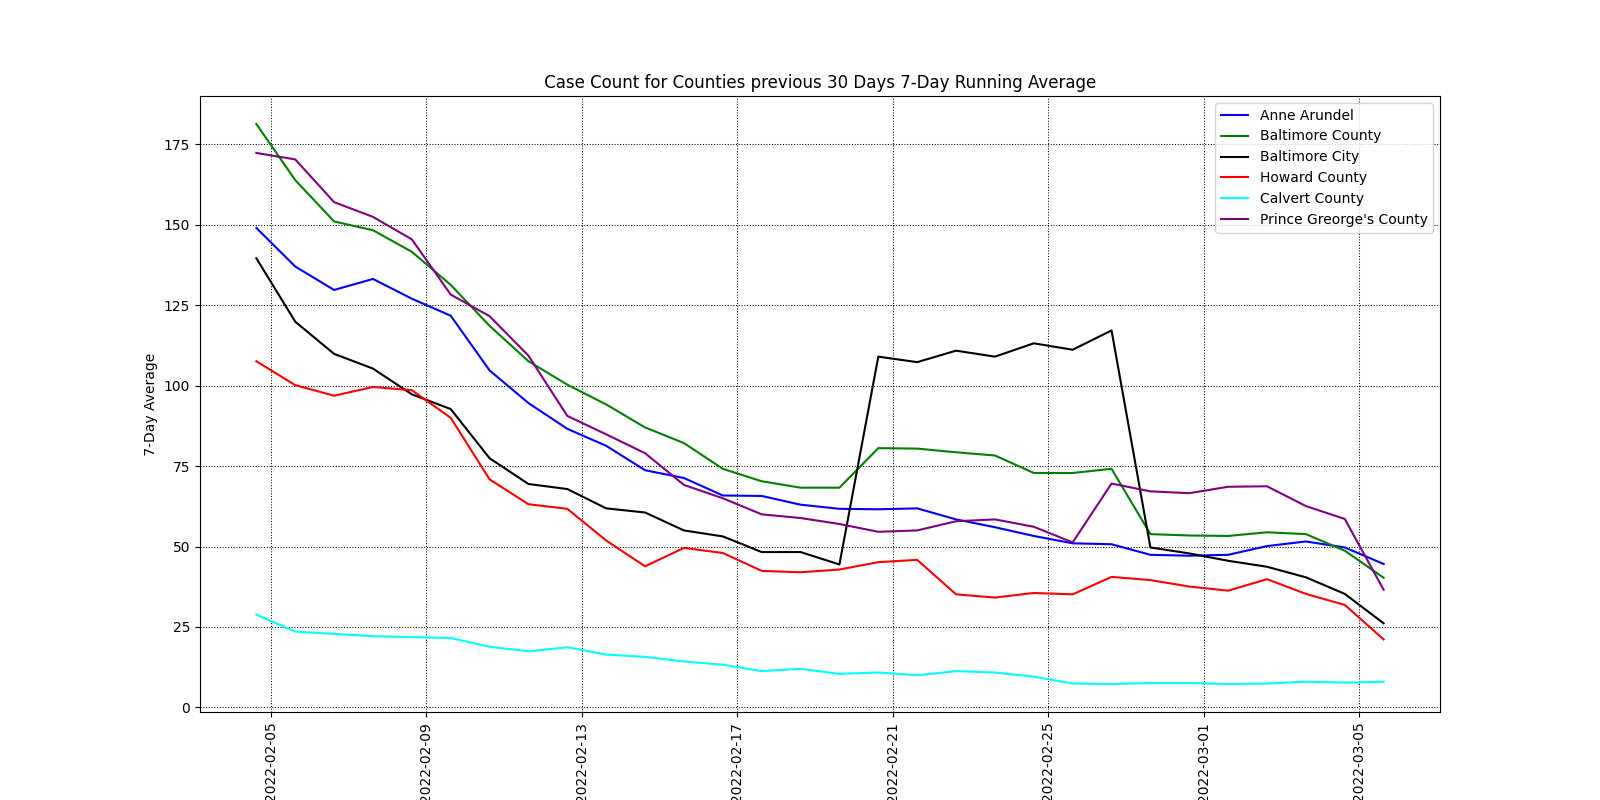 Case Count for Counties previous 30 Days 7-Day Running Average
Anne Arundel
Baltimore County
Baltimore City
Howard County
Calvert County
Prince Greorge's County
7-Day Average
175
150
125
100
75
50
25
0
2022-02-05
2022-02-09
2022-02-13
2022-02-17
2022-02-21
2022-02-25
2022-03-01
2022-03-05